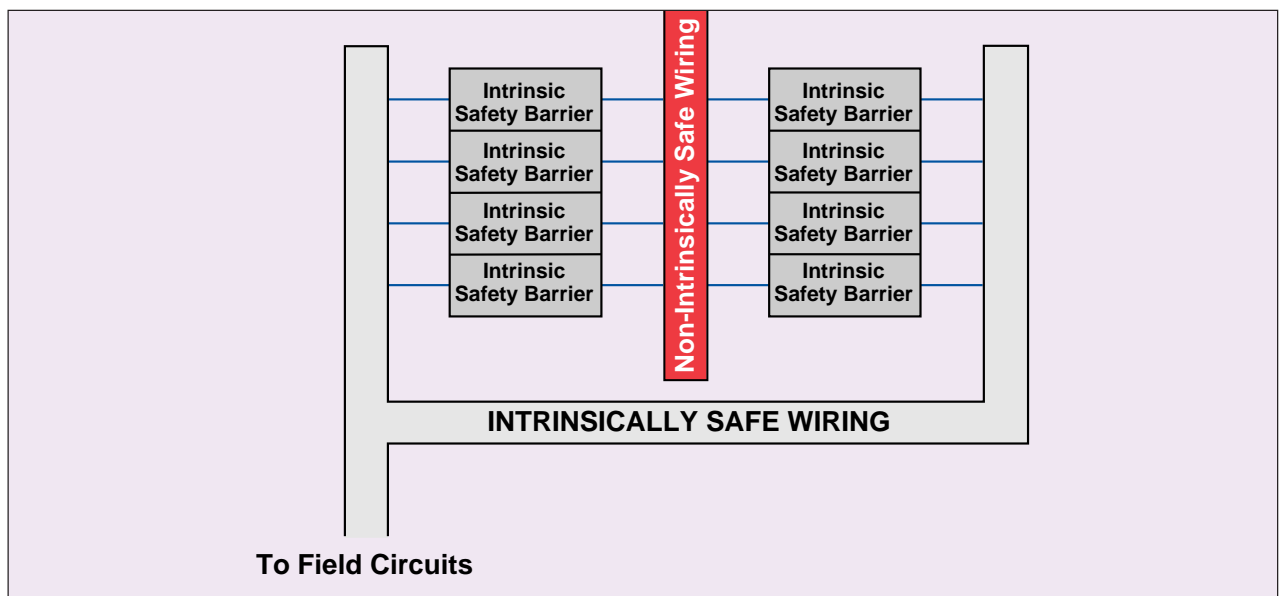 Intrinsic
Safety Barrier
Intrinsic
Safety Barrier
Intrinsic
Safety Barrier
Intrinsic
Safety Barrier
Non-Intrinsically Safe Wiring
Intrinsic
Safety Barrier
Intrinsic
Safety Barrier
Intrinsic
Safety Barrier
Intrinsic
Safety Barrier
INTRINSICALLY SAFE WIRING
To Field Circuits